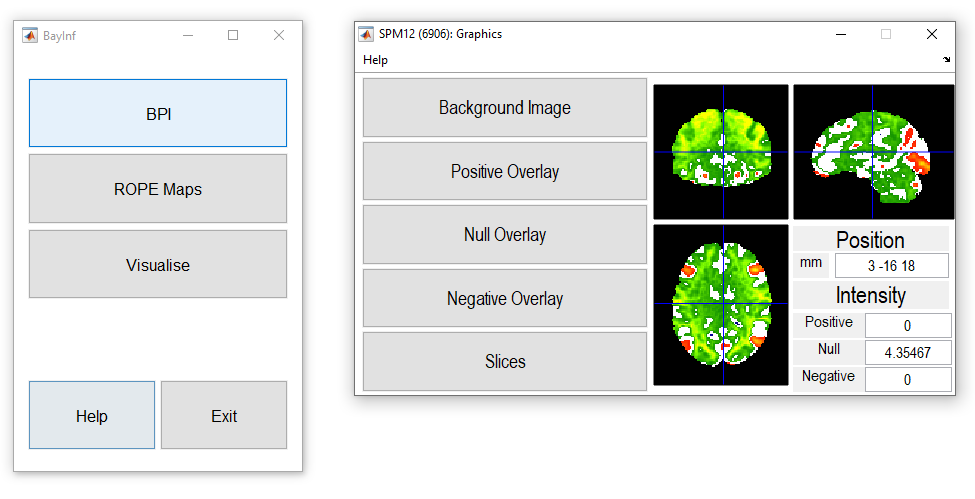 BayInf
BPI
ROPE Maps
Visualise
Help
Exit
SPM12 (6906): Graphics
Help
Background Image
Positive Overlay
Null Overlay
Negative Overlay
Slices
Position
mm
3 -16 18
Intensity
Positive
0
Null
4.35467
Negative
0